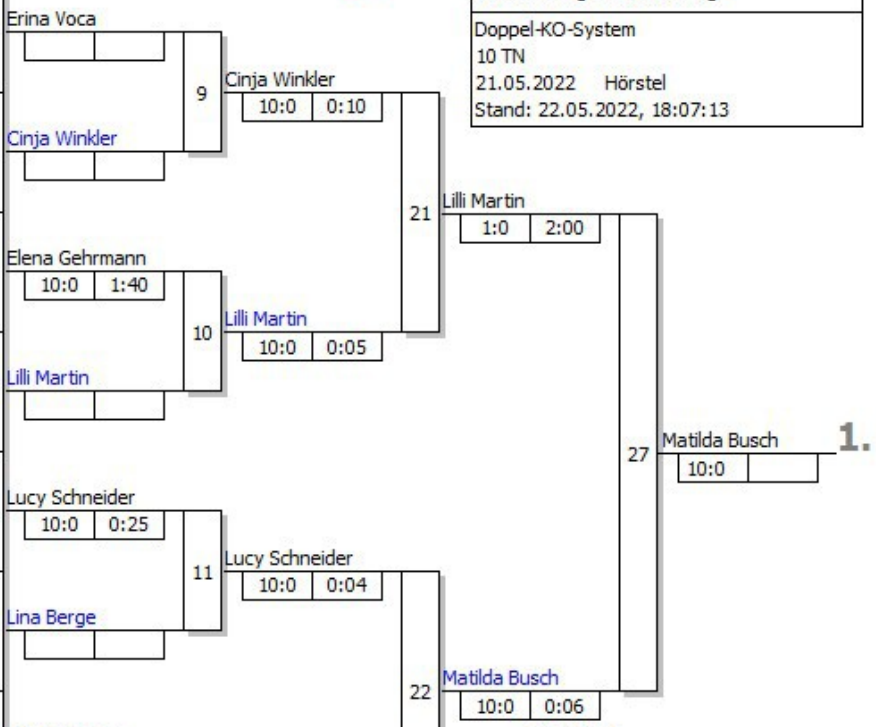 Erina Voca
9
Cinja Winkler
10:0 0:10
Cinja Winkler
Doppel-KO-System
10 TN
21.05.2022 Hörstel
Stand: 22.05.2022, 18:07:13
21
Lilli Martin
1:0 2:00
Elena Gehrmann
10:0 1:40
10
Lilli Martin
10:0 0:05
Lilli Martin
27
Matilda Busch
10:0
1.
Lucy Schneider
10:0 0:25
11
Lucy Schneider
10:0 0:04
Lina Berge
22
Matilda Busch
10:0 0:06